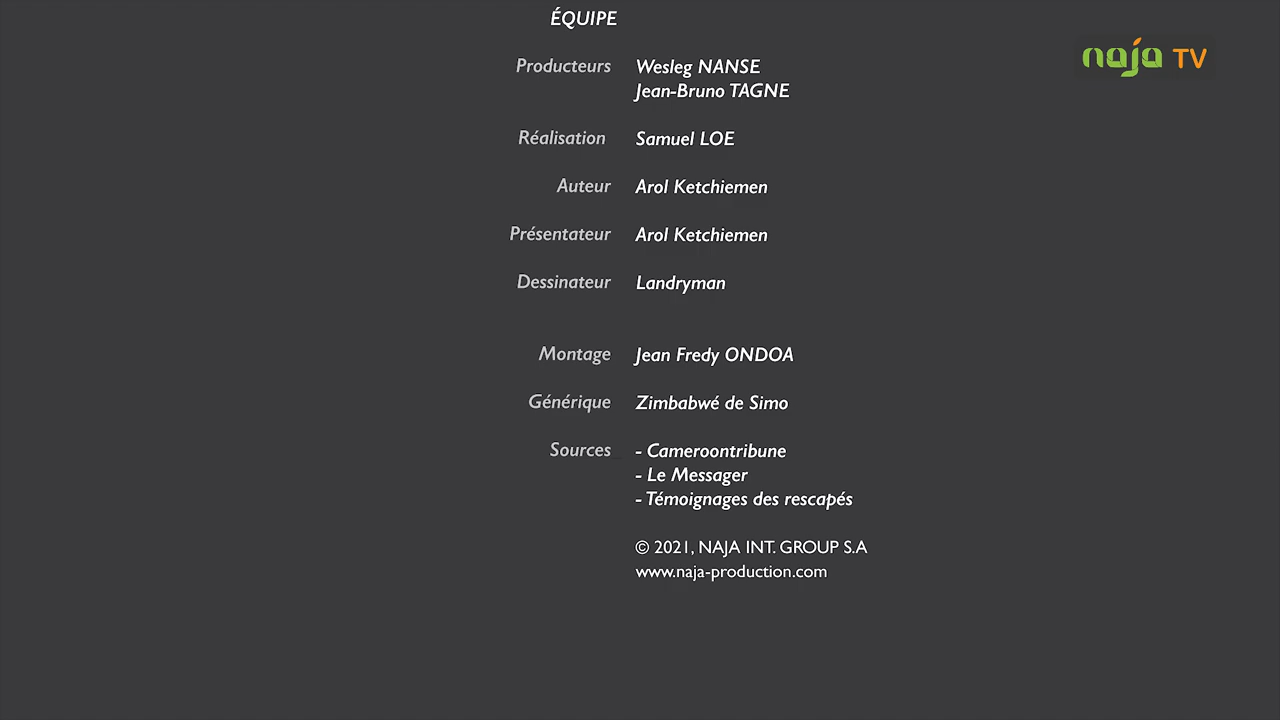 ÉQUIPE
naja TV
Producteurs Wesleg NANSE
Jean-Bruno TAGNE
Réalisation Samuel LOE
Auteur Arol Ketchiemen
Présentateur Arol Ketchiemen
Dessinateur Landryman
Montage Jean Fredy ONDOA
Générique Zimbabwé de Simo
Sources - Cameroontribune
- Le Messager
- Témoignages des rescapés
© 2021, NAJA INT. GROUP S.A
www.naja-production.com